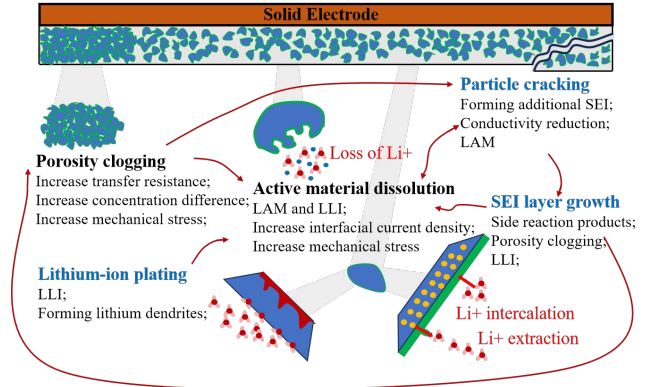 Solid Electrode
Particle cracking
Forming additional SEI;
Conductivity reduction;
LAM
Loss of Li+
Porosity clogging
Increase transfer resistance;
Increase concentration difference;
Increase mechanical stress;
Active material dissolution
LAM and LLI;
Increase interfacial current density;
Increase mechanical stress
SEI layer growth
Side reaction products;
Porosity clogging;
LLI;
Lithium-ion plating
LLI;
Forming lithium dendrites;
Li+ intercalation
Li+ extraction